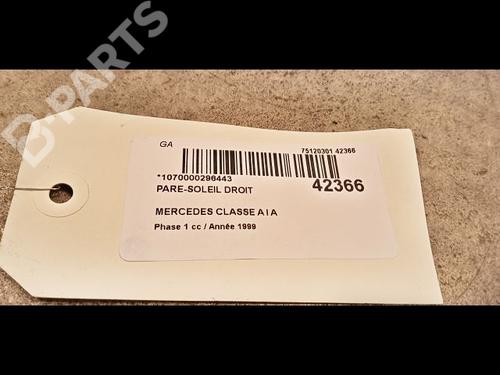 B-PARTS
GA
75120301 42366
*1070000296443
PARE-SOLEIL DROIT
42366
MERCEDES CLASSE A I A
Phase 1 cc / Année 1999